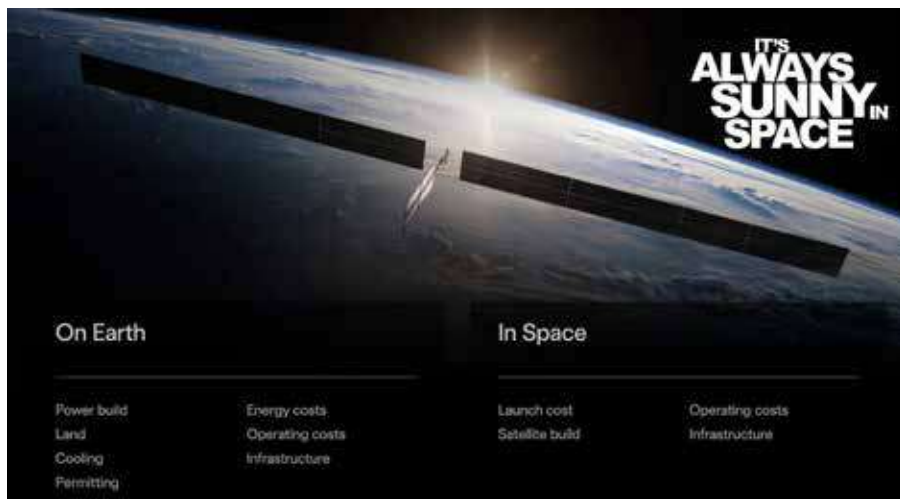 IT'S
ALWAYS
SUNNY IN
SPACE
On Earth
Power build
Land
Cooling
Permitting
Energy costs
Operating costs
Infrastructure
In Space
Launch cost
Satellite build
Operating costs
Infrastructure